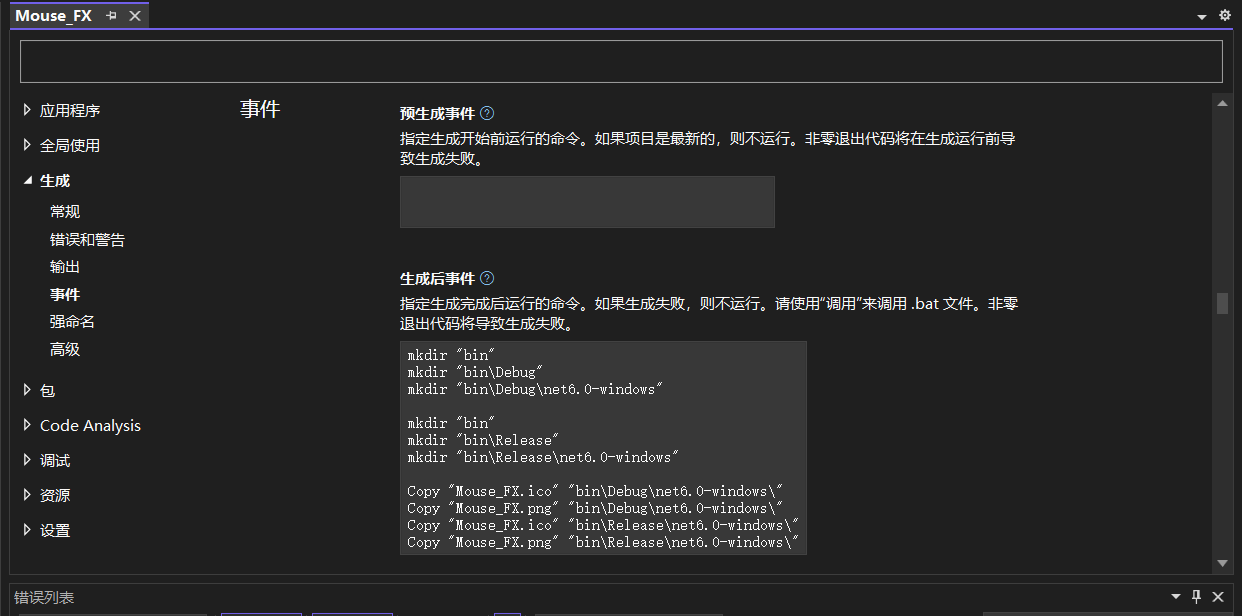 Mouse_FX
应用程序
全局使用
生成
常规
错误和警告
输出
事件
强命名
高级
包
Code Analysis
调试
资源
设置
事件
预生成事件
指定生成开始前运行的命令。如果项目是最新的，则不运行。非零退出代码将在生成运行前导
致生成失败。
生成后事件
指定生成完成后运行的命令。如果生成失败，则不运行。请使用“调用”来调用 .bat 文件。非零
退出代码将导致生成失败。
mkdir "bin"
mkdir "bin\Debug"
mkdir "bin\Debug\net6.0-windows"
mkdir "bin"
mkdir "bin\Release"
mkdir "bin\Release\net6.0-windows"
Copy "Mouse_FX.ico" "bin\Debug\net6.0-windows\"
Copy "Mouse_FX.png" "bin\Debug\net6.0-windows\"
Copy "Mouse_FX.ico" "bin\Release\net6.0-windows\"
Copy "Mouse_FX.png" "bin\Release\net6.0-windows\"
错误列表